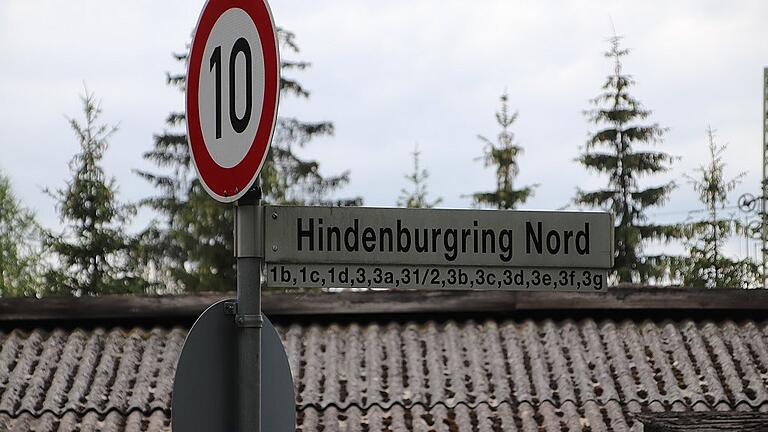 10
Hindenburgring Nord
1b,1c,1d,3,3a,31/2,3b,3c,3d,3e,3f,3g